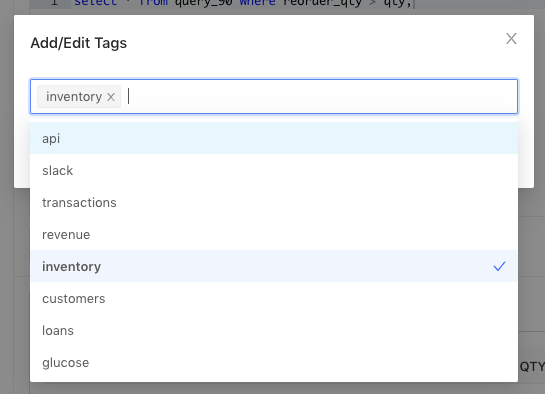 1 select * from query_90 where reorder_qty > qty;
Add/Edit Tags
inventory
api
slack
transactions
revenue
inventory
customers
loans
glucose
QTY